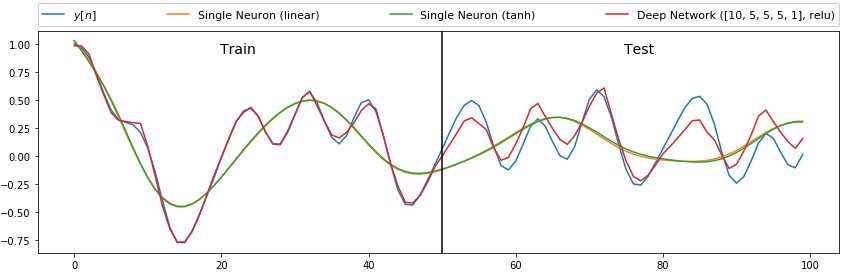 y[n] Single Neuron (linear) Single Neuron (tanh) Deep Network ([10, 5, 5, 5, 1], relu)
Train Test
1.00
0.75
0.50
0.25
0.00
−0.25
−0.50
−0.75
0 20 40 60 80 100